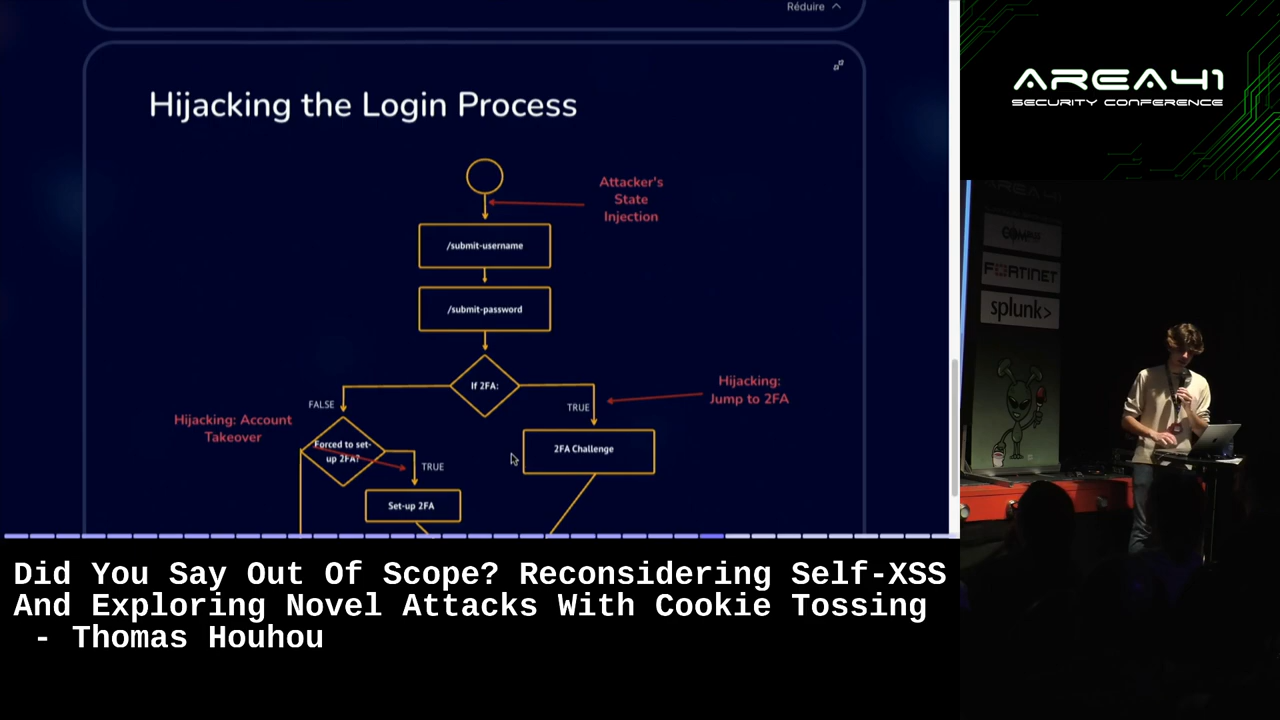 Réduire
Hijacking the Login Process
Attacker's
State
Injection
/submit-username
/submit-password
If 2FA:
Hijacking:
Jump to 2FA
FALSE
TRUE
Hijacking: Account
Takeover
Forced to set-
up 2FA?
2FA Challenge
TRUE
Set-up 2FA
AREA41
SECURITY CONFERENCE
FORTINET
splunk>
Did You Say Out Of Scope? Reconsidering Self-XSS
And Exploring Novel Attacks With Cookie Tossing
- Thomas Houhou